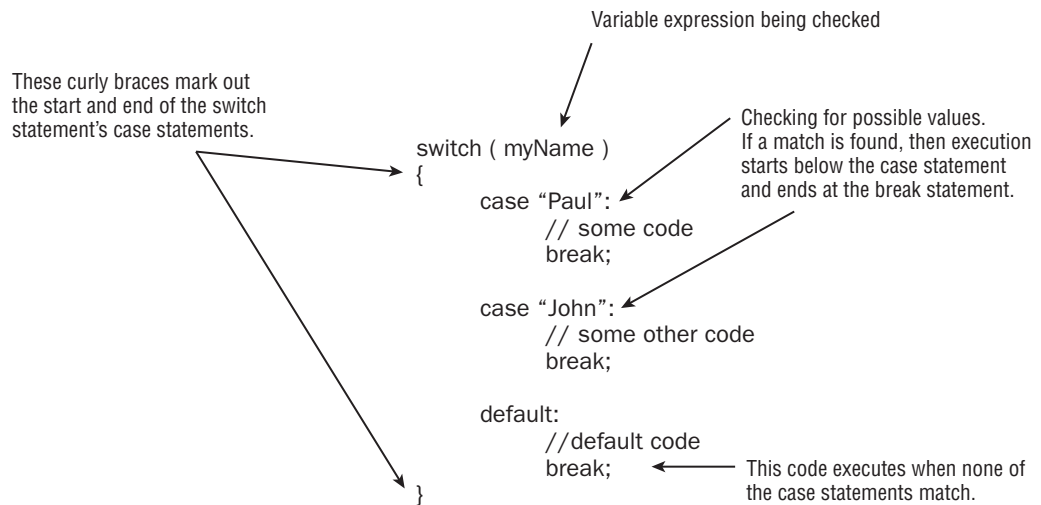 Variable expression being checked
These curly braces mark out
the start and end of the switch
statement’s case statements.
Checking for possible values.
If a match is found, then execution
starts below the case statement
and ends at the break statement.
switch ( myName )
{
case “Paul”:
// some code
break;
case “John”:
// some other code
break;
default:
//default code
break;
This code executes when none of
the case statements match.
}